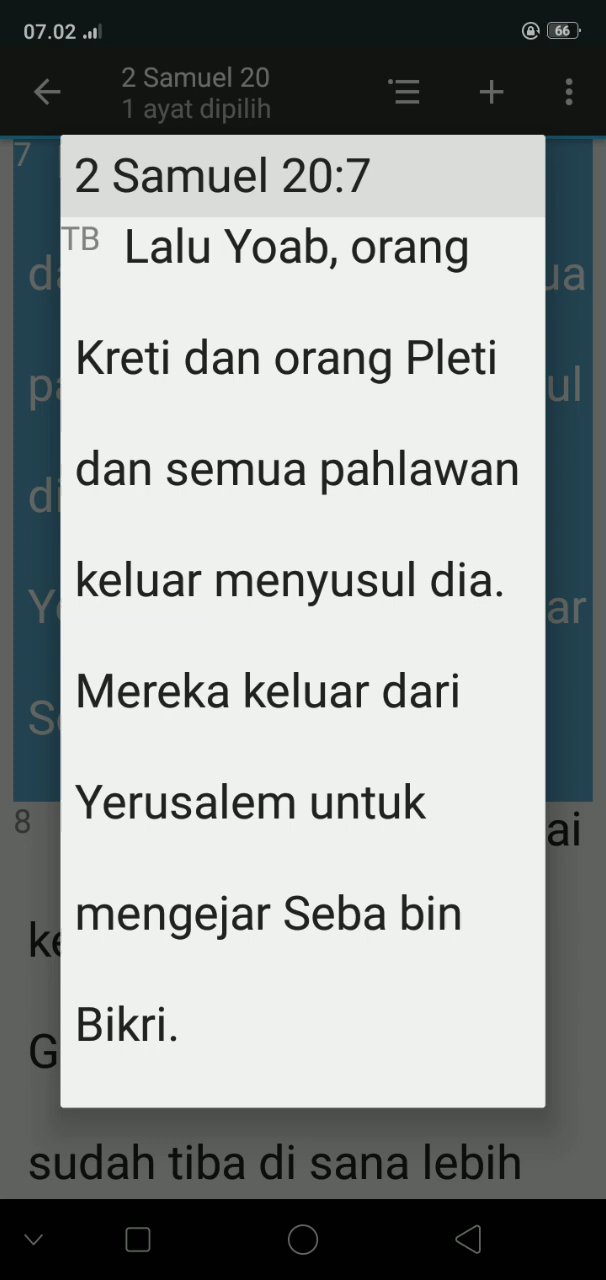 07.02
66
2 Samuel 20
1 ayat dipilih
7
2 Samuel 20:7
TB Lalu Yoab, orang
Kreti dan orang Pleti
dan semua pahlawan
keluar menyusul dia.
Mereka keluar dari
Yerusalem untuk
mengejar Seba bin
Bikri.
8
sudah tiba di sana lebih